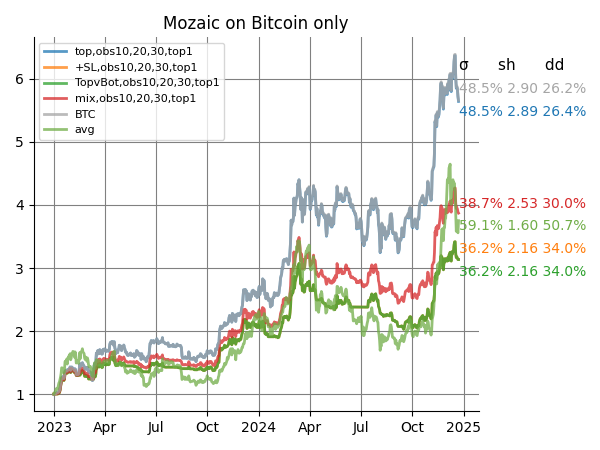 Mozaic on Bitcoin only
top,obs10,20,30,top1
+SL,obs10,20,30,top1
TopvBot,obs10,20,30,top1
mix,obs10,20,30,top1
BTC
avg
σ sh dd
48.5% 2.90 26.2%
48.5% 2.89 26.4%
38.7% 2.53 30.0%
59.1% 1.60 50.7%
36.2% 2.16 34.0%
36.2% 2.16 34.0%
6
5
4
3
2
1
2023 Apr Jul Oct 2024 Apr Jul Oct 2025